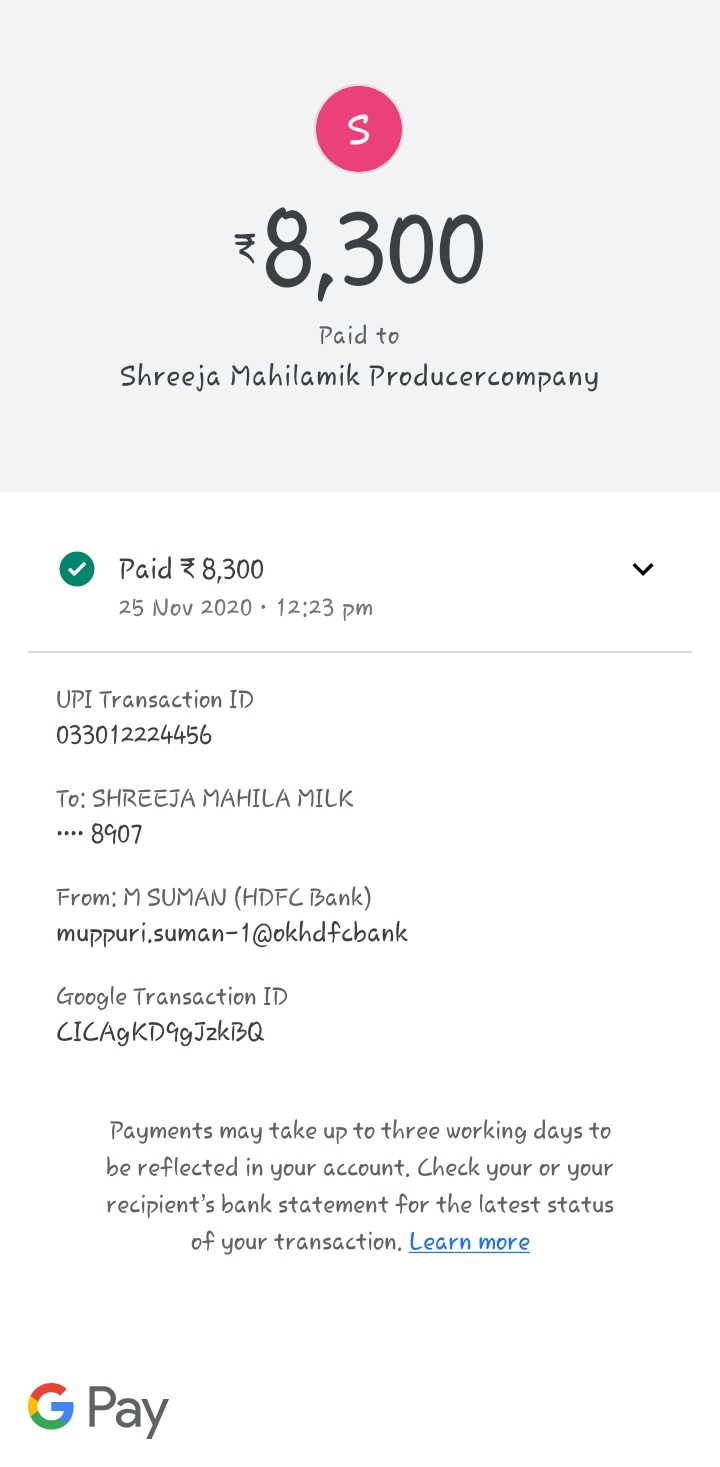 S
₹8,300
Paid to
Shreeja Mahilamik Producercompany
Paid ₹ 8,300
25 Nov 2020 • 12:23 pm
UPI Transaction ID
033012224456
To: SHREEJA MAHILA MILK
•••• 8907
From: M SUMAN (HDFC Bank)
muppuri.suman-1@okhdfcbank
Google Transaction ID
CICAgKD9gJzkBQ
Payments may take up to three working days to
be reflected in your account. Check your or your
recipient's bank statement for the latest status
of your transaction. Learn more
G Pay